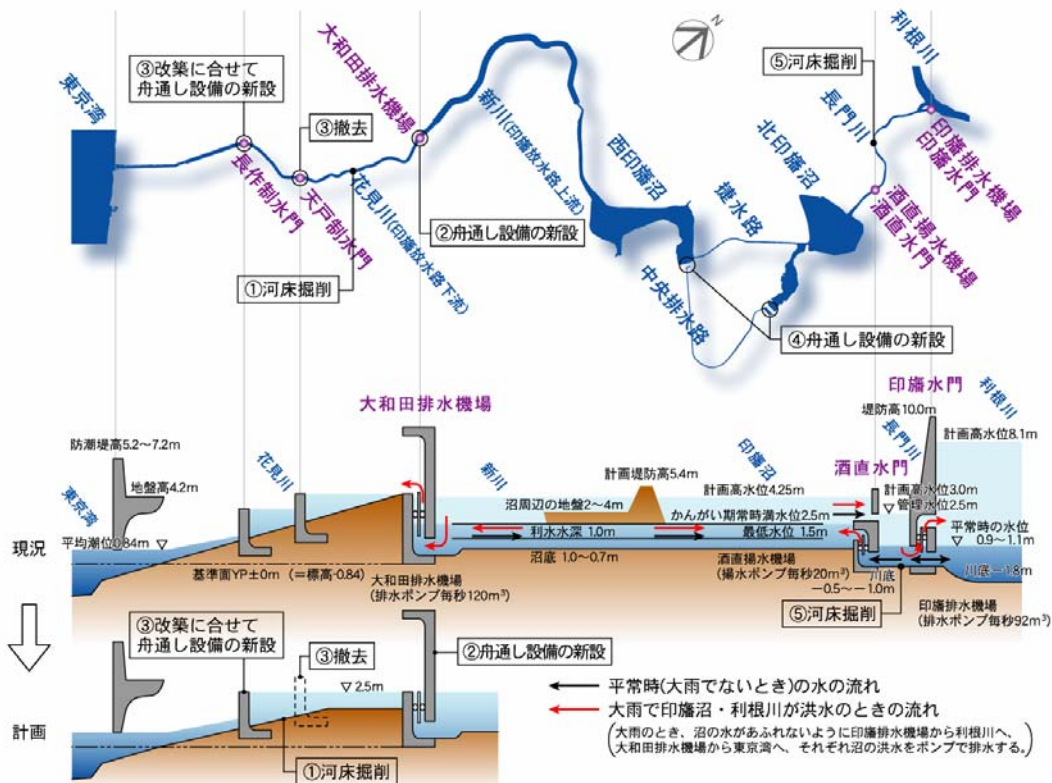 N
利根川
⑤河床掘削
大和田排水機場
③改築に合せて
舟通し設備の新設
東京湾
新川(印旛放水路上流)
長門川
③撤去
西印旛沼
北印旛沼
印旛排水機場
印旛水門
捷水路
長作制水門
天戸制水門
花見川(印旛放水路下流)
②舟通し設備の新設
酒直揚水機場
酒直水門
①河床掘削
中央排水路
④舟通し設備の新設
印旛水門
大和田排水機場
堤防高10.0m
利根川
防潮堤高5.2〜7.2m
花見川
新川
計画堤防高5.4m
印旛沼
長門川
計画高水位8.1m
酒直水門
地盤高4.2m
沼周辺の地盤2〜4m
計画高水位4.25m
計画高水位3.0m
管理水位2.5m
東京湾
かんがい期常時満水位2.5m
現況
平均潮位0.84m
利水水深 1.0m
最低水位 1.5m
平常時の水位
0.9〜1.1m
基準面YP±0m (=標高-0.84)
沼底 1.0〜0.7m
大和田排水機場
(排水ポンプ毎秒120m³)
酒直揚水機場
(揚水ポンプ毎秒20m³)
川底
−0.5〜−1.0m
川底−1.8m
⑤河床掘削
印旛排水機場
(排水ポンプ毎秒92m³)
③改築に合せて
舟通し設備の新設
③撤去
②舟通し設備の新設
2.5m
計画
①河床掘削
平常時(大雨でないとき)の水の流れ
大雨で印旛沼・利根川が洪水のときの流れ
(大雨のとき、沼の水があふれないように印旛排水機場から利根川へ、
大和田排水機場から東京湾へ、それぞれ沼の洪水をポンプで排水する。)